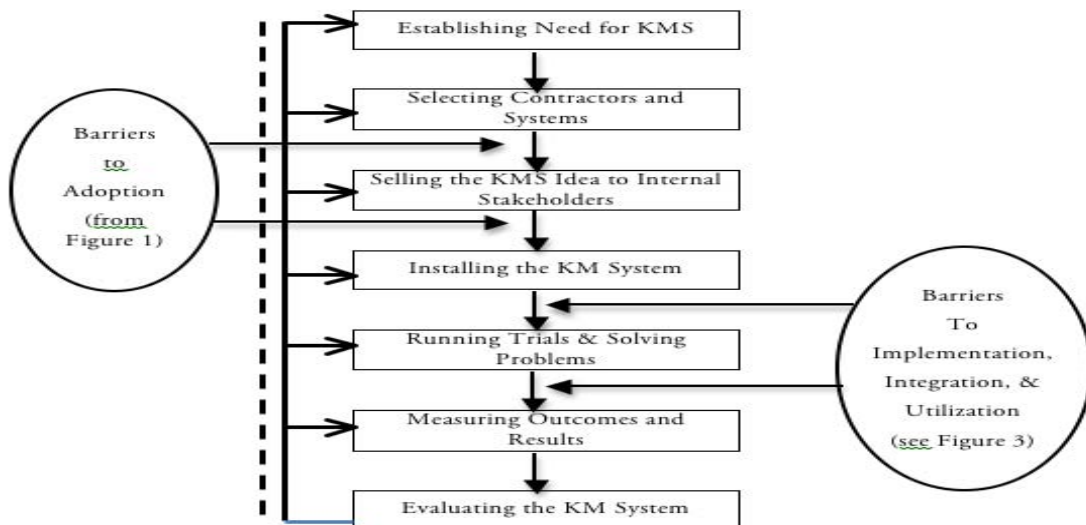 Establishing Need for KMS
Selecting Contractors and
Systems
Barriers
to
Adoption
(from
Figure 1)
Selling the KMS Idea to Internal
Stakeholders
Installing the KM System
Barriers
To
Implementation,
Integration, &
Utilization
(see Figure 3)
Running Trials & Solving
Problems
Measuring Outcomes and
Results
Evaluating the KM System